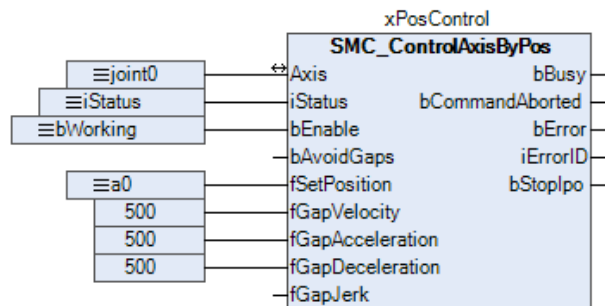 xPosControl
SMC_ControlAxisByPos
joint0 Axis bBusy
iStatus iStatus bCommandAborted
bWorking bEnable bError
bAvoidGaps iErrorID
a0 fSetPosition bStopIpo
500 fGapVelocity
500 fGapAcceleration
500 fGapDeceleration
fGapJerk